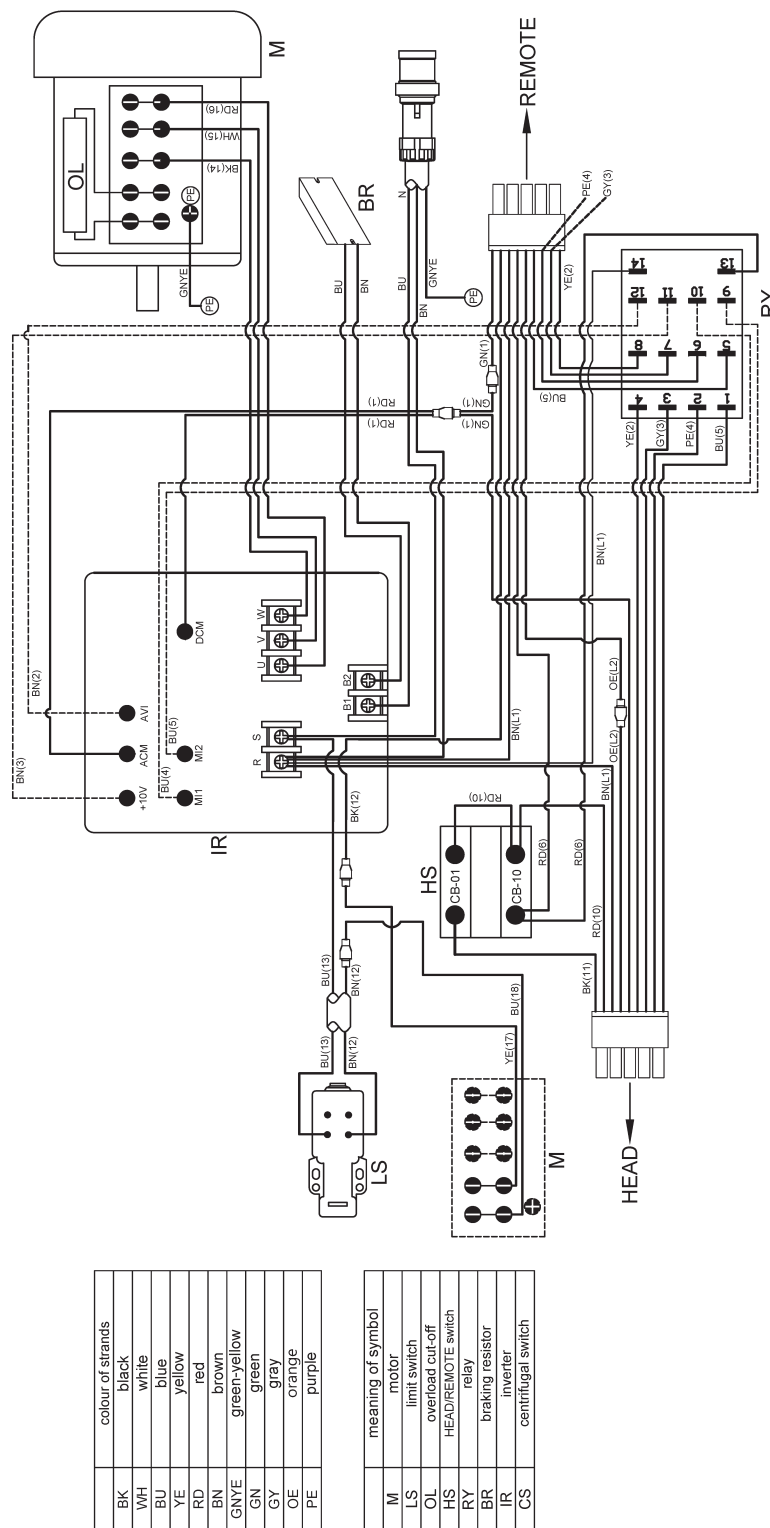 M
OL
RD(16)
WH(15)
BK(14)
PE
GNYE
PE
BR
BU
BN
N
BU
BN
GNYE
PE
REMOTE
PE(4)
GY(3)
YE(2)
GN(1)
BU(5)
RD(1)
GN(1)
RD(1)
GN(1)
14
13
12
11
10
9
8
7
6
5
4
3
2
1
YE(2)
GY(3)
PE(4)
BU(5)
BN(L1)
BN(2)
BN(3)
BU(5)
BU(4)
AVI
ACM
+10V
DCM
MI2
MI1
W
V
U
B2
B1
S
R
IR
BK(12)
BN(L1)
BN(L1)
OE(L2)
OE(L2)
HS
CB-01
CB-10
RD(10)
RD(6)
RD(6)
RD(10)
BK(11)
BU(13)
BN(12)
BU(13)
BN(12)
BU(18)
YE(17)
LS
M
HEAD
colour of strands
BK black
WH white
BU blue
YE yellow
RD red
BN brown
GNYE green-yellow
GN green
GY gray
OE orange
PE purple
meaning of symbol
M motor
LS limit switch
OL overload cut-off
HS HEAD/REMOTE switch
RY relay
BR braking resistor
IR inverter
CS centrifugal switch